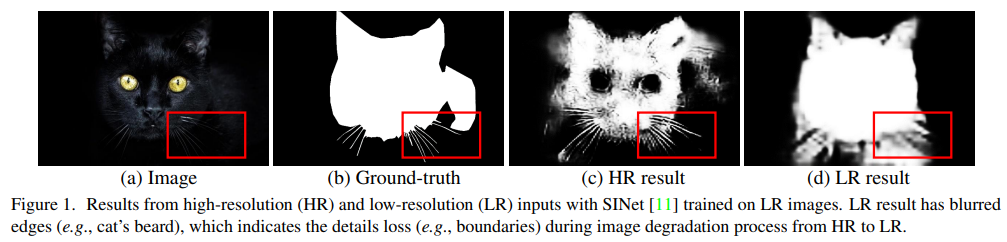 (a) Image
(b) Ground-truth
(c) HR result
(d) LR result
Figure 1. Results from high-resolution (HR) and low-resolution (LR) inputs with SINet [11] trained on LR images. LR result has blurred
edges (e.g., cat's beard), which indicates the details loss (e.g., boundaries) during image degradation process from HR to LR.